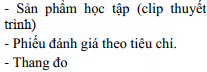 - Sản phẩm học tập (clip thuyết
trình)
- Phiếu đánh giá theo tiêu chí.
- Thang đo